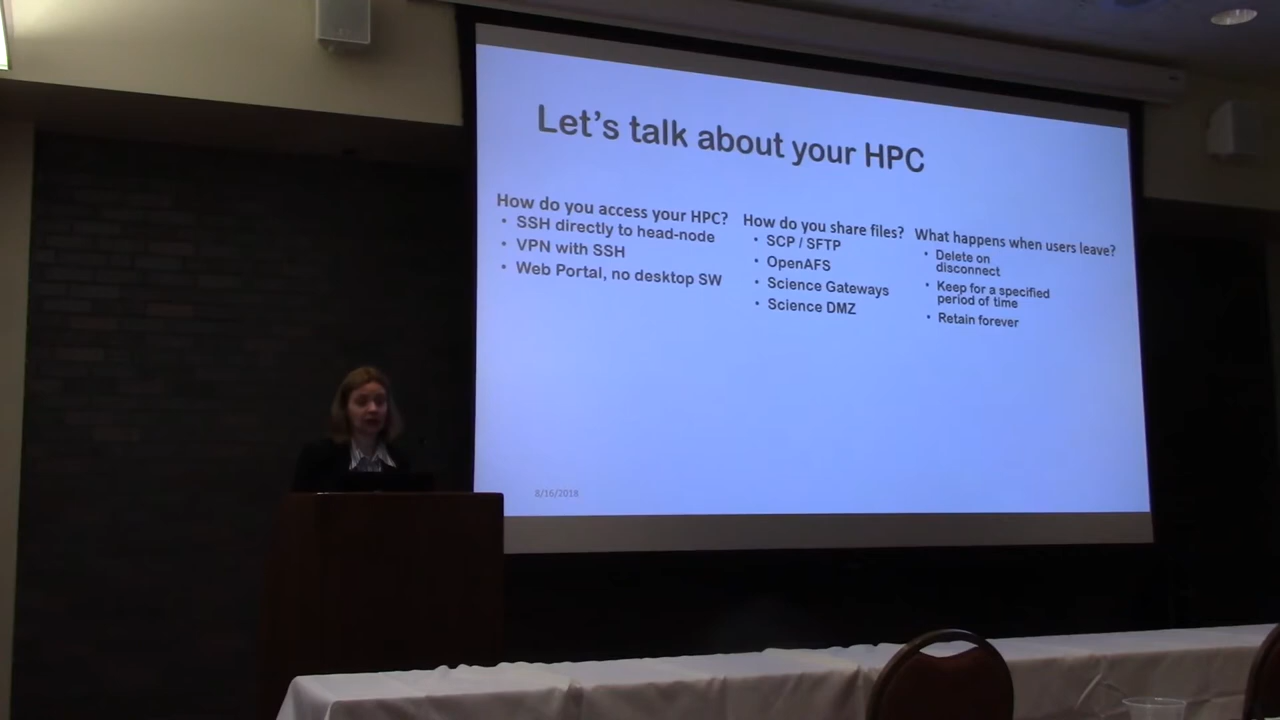 Let's talk about your HPC
How do you access your HPC?
• SSH directly to head-node
• VPN with SSH
• Web Portal, no desktop SW
How do you share files?
• SCP / SFTP
• OpenAFS
• Science Gateways
• Science DMZ
What happens when users leave?
• Delete on
disconnect
• Keep for a specified
period of time
• Retain forever
8/16/2018